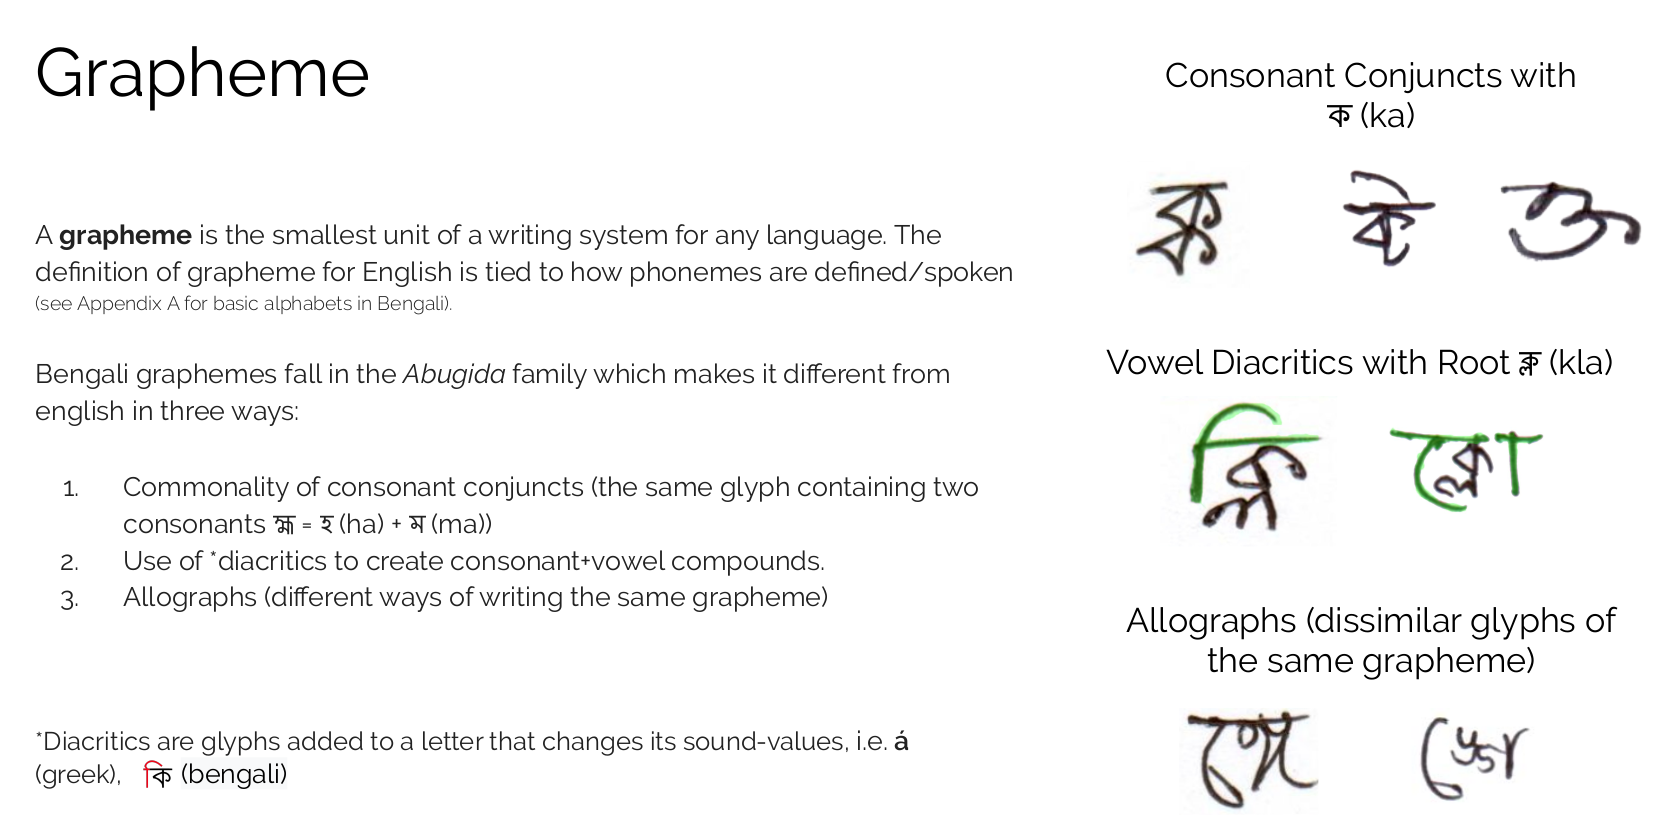 Grapheme
A grapheme is the smallest unit of a writing system for any language. The
definition of grapheme for English is tied to how phonemes are defined/spoken
(see Appendix A for basic alphabets in Bengali).
Bengali graphemes fall in the Abugida family which makes it different from
english in three ways:
1. Commonality of consonant conjuncts (the same glyph containing two
consonants হ্ম = হ (ha) + ম (ma))
2. Use of *diacritics to create consonant+vowel compounds.
3. Allographs (different ways of writing the same grapheme)
*Diacritics are glyphs added to a letter that changes its sound-values, i.e. á
(greek), কি (bengali)
Consonant Conjuncts with
ক (ka)
ক্ক ক্ট ক্ত
Vowel Diacritics with Root ক্ল (kla)
ক্লি ক্লো
Allographs (dissimilar glyphs of
the same grapheme)